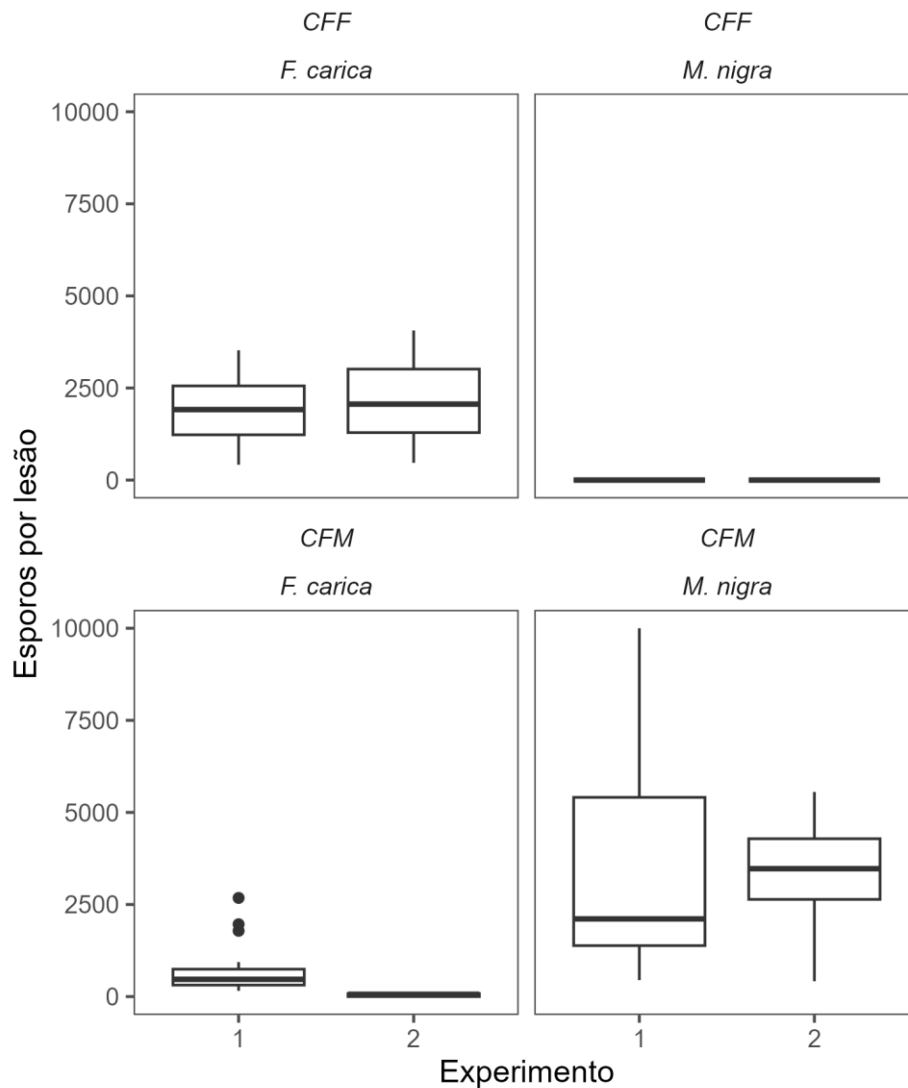 CFF
CFF
F. carica
M. nigra
10000
7500
5000
2500
0
CFM
CFM
F. carica
M. nigra
10000
7500
5000
2500
0
1
2
1
2
Experimento
Esporos por lesão